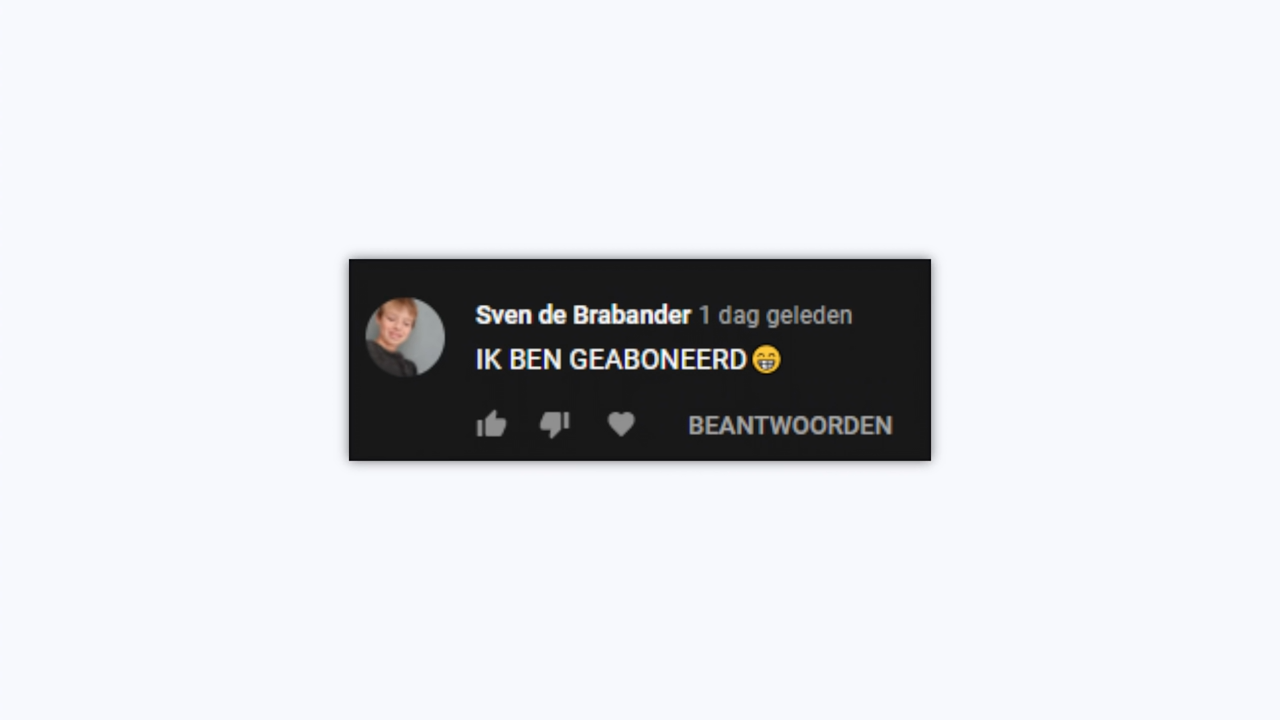 Sven de Brabander 1 dag geleden
IK BEN GEABONEERD😁
BEANTWOORDEN